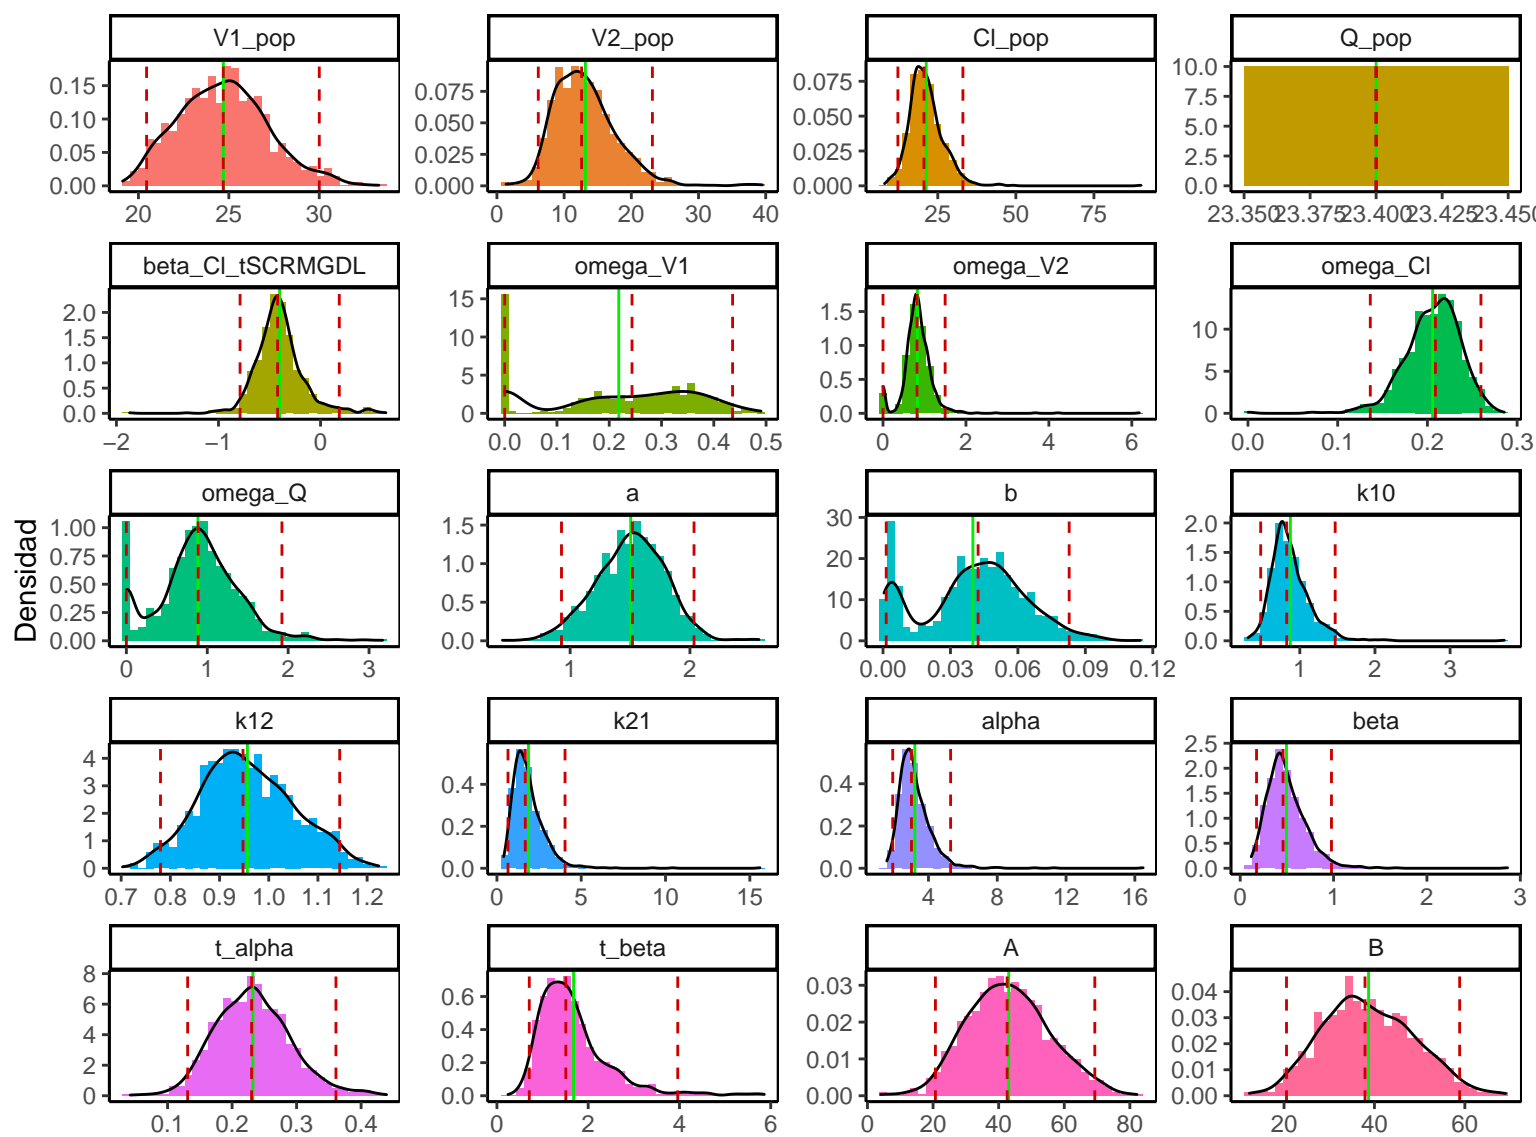 V1_pop V2_pop Cl_pop Q_pop
0.15 0.10 0.05 0.00
0.075 0.050 0.025 0.000
0.075 0.050 0.025 0.000
10.0 7.5 5.0 2.5 0.0
20 25 30
0 10 20 30 40
25 50 75
23.350 23.375 23.400 23.425 23.450
beta_Cl_tSCRMGDL omega_V1 omega_V2 omega_Cl
2.0 1.5 1.0 0.5 0.0
15 10 5 0
1.5 1.0 0.5 0.0
10 5 0
−2 −1 0
0.0 0.1 0.2 0.3 0.4 0.5
0 2 4 6
0.0 0.1 0.2 0.3
omega_Q a b k10
Densidad
1.00 0.75 0.50 0.25 0.00
1.5 1.0 0.5 0.0
30 20 10 0
2.0 1.5 1.0 0.5 0.0
0 1 2 3
1 2
0.00 0.03 0.06 0.09 0.12
1 2 3
k12 k21 alpha beta
4 3 2 1 0
0.4 0.2 0.0
0.4 0.2 0.0
2.5 2.0 1.5 1.0 0.5 0.0
0.7 0.8 0.9 1.0 1.1 1.2
0 5 10 15
4 8 12 16
0 1 2 3
t_alpha t_beta A B
8 6 4 2 0
0.6 0.4 0.2 0.0
0.03 0.02 0.01 0.00
0.04 0.03 0.02 0.01 0.00
0.1 0.2 0.3 0.4
0 2 4 6
0 20 40 60 80
20 40 60